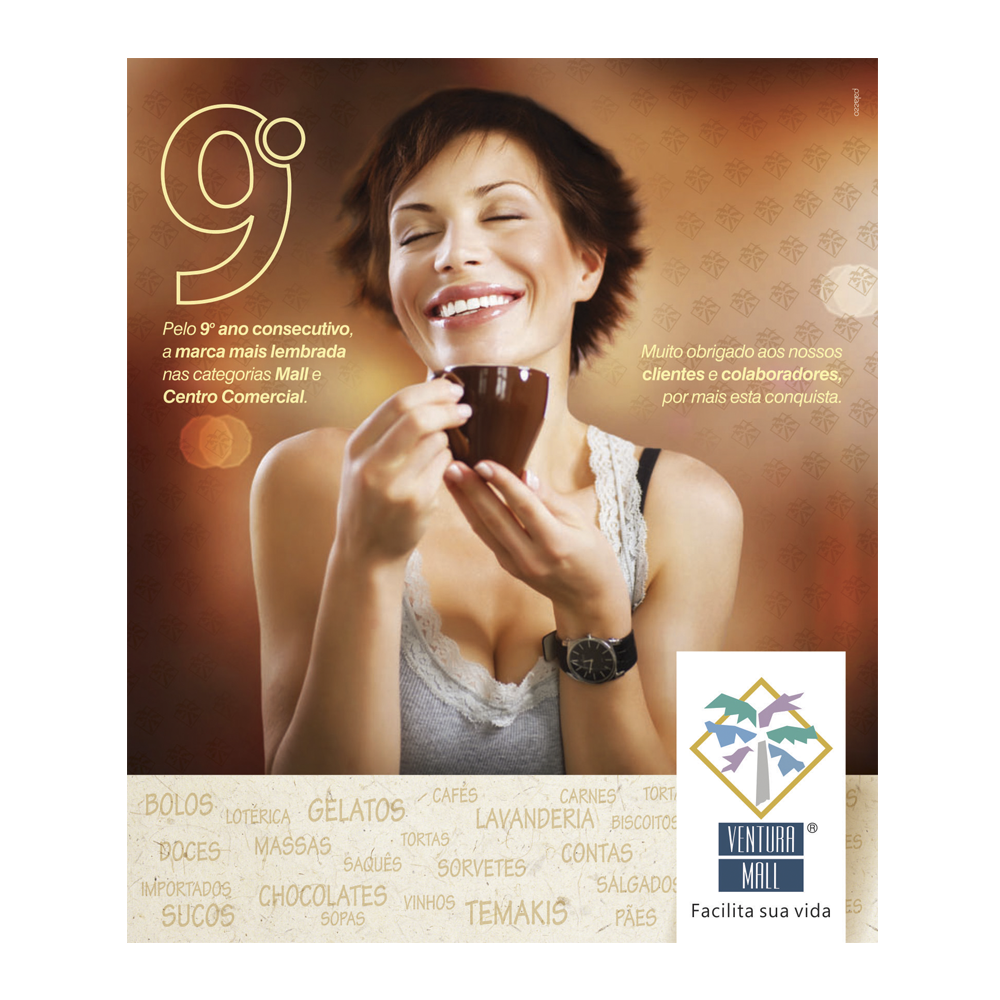 9º
Pelo 9º ano consecutivo,
a marca mais lembrada
nas categorias Mall e
Centro Comercial.
Muito obrigado aos nossos
clientes e colaboradores,
por mais esta conquista.
BOLOS
LOTÉRICA
GELATOS
CAFÉS
LAVANDERIA
CARNES
BISCOITOS
DOCES
MASSAS
SAQUÊS
TORTAS
SORVETES
CONTAS
IMPORTADOS
SUCOS
CHOCOLATES
SOPAS
VINHOS
TEMAKIS
SALGADOS
PÃES
VENTURA
MALL
®
Facilita sua vida